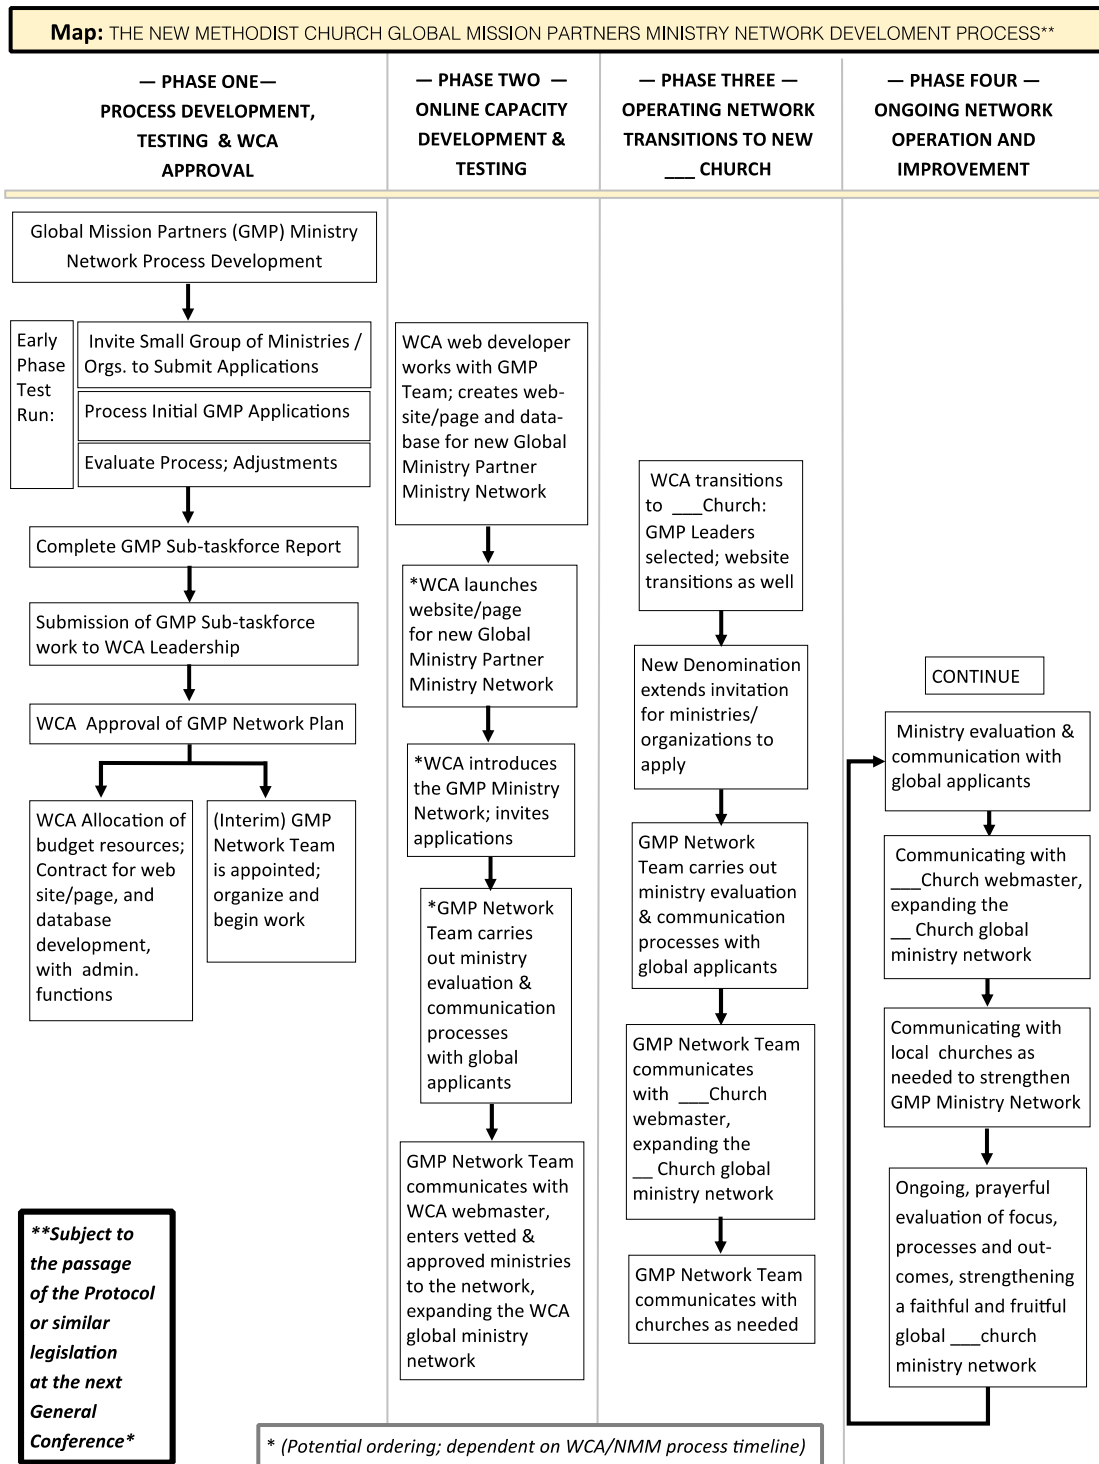 Map: THE NEW METHODIST CHURCH GLOBAL MISSION PARTNERS MINISTRY NETWORK DEVELOMENT PROCESS**
— PHASE ONE—
PROCESS DEVELOPMENT,
TESTING & WCA
APPROVAL
— PHASE TWO —
ONLINE CAPACITY
DEVELOPMENT &
TESTING
— PHASE THREE —
OPERATING NETWORK
TRANSITIONS TO NEW
___ CHURCH
— PHASE FOUR —
ONGOING NETWORK
OPERATION AND
IMPROVEMENT
Global Mission Partners (GMP) Ministry
Network Process Development
Early
Phase
Test
Run:
Invite Small Group of Ministries /
Orgs. to Submit Applications
Process Initial GMP Applications
Evaluate Process; Adjustments
Complete GMP Sub-taskforce Report
Submission of GMP Sub-taskforce
work to WCA Leadership
WCA Approval of GMP Network Plan
WCA Allocation of
budget resources;
Contract for web
site/page, and
database
development,
with admin.
functions
(Interim) GMP
Network Team
is appointed;
organize and
begin work
**Subject to
the passage
of the Protocol
or similar
legislation
at the next
General
Conference*
WCA web developer
works with GMP
Team; creates web-
site/page and data-
base for new Global
Ministry Partner
Ministry Network
*WCA launches
website/page
for new Global
Ministry Partner
Ministry Network
*WCA introduces
the GMP Ministry
Network; invites
applications
*GMP Network
Team carries
out ministry
evaluation &
communication
processes
with global
applicants
GMP Network Team
communicates with
WCA webmaster,
enters vetted &
approved ministries
to the network,
expanding the WCA
global ministry
network
WCA transitions
to ___Church:
GMP Leaders
selected; website
transitions as well
New Denomination
extends invitation
for ministries/
organizations to
apply
GMP Network
Team carries out
ministry evaluation
& communication
processes with
global applicants
GMP Network Team
communicates
with ___Church
webmaster,
expanding the
__ Church global
ministry network
GMP Network Team
communicates with
churches as needed
CONTINUE
Ministry evaluation &
communication with
global applicants
Communicating with
___Church webmaster,
expanding the
__ Church global
ministry network
Communicating with
local churches as
needed to strengthen
GMP Ministry Network
Ongoing, prayerful
evaluation of focus,
processes and out-
comes, strengthening
a faithful and fruitful
global ___church
ministry network
* (Potential ordering; dependent on WCA/NMM process timeline)